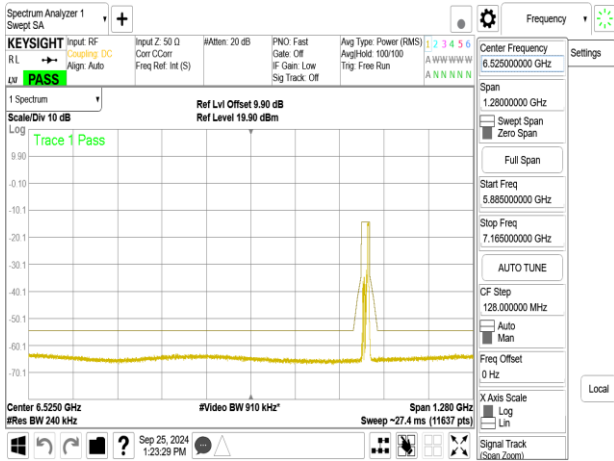 Spectrum Analyzer 1
Swept SA
+
Frequency
KEYSIGHT
RL
LXI
PASS
Input: RF
Coupling: DC
Align: Auto
Input Z: 50 Ω
Corr CCorr
Freq Ref: Int (S)
#Atten: 20 dB
PNO: Fast
Gate: Off
IF Gain: Low
Sig Track: Off
Avg Type: Power (RMS)
Avg|Hold: 100/100
Trig: Free Run
1 2 3 4 5 6
A W W W W W
A N N N N N
Center Frequency
6.525000000 GHz
Settings
Span
1.28000000 GHz
Swept Span
Zero Span
Full Span
Start Freq
5.885000000 GHz
Stop Freq
7.165000000 GHz
AUTO TUNE
CF Step
128.000000 MHz
Auto
Man
Freq Offset
0 Hz
X Axis Scale
Log
Lin
Signal Track
(Span Zoom)
Local
1 Spectrum
Scale/Div 10 dB
Ref Lvl Offset 9.90 dB
Ref Level 19.90 dBm
Log
Trace 1 Pass
9.90
-0.10
-10.1
-20.1
-30.1
-40.1
-50.1
-60.1
-70.1
Center 6.5250 GHz
#Res BW 240 kHz
#Video BW 910 kHz*
Span 1.280 GHz
Sweep ~27.4 ms (11637 pts)
?
Sep 25, 2024
1:23:29 PM